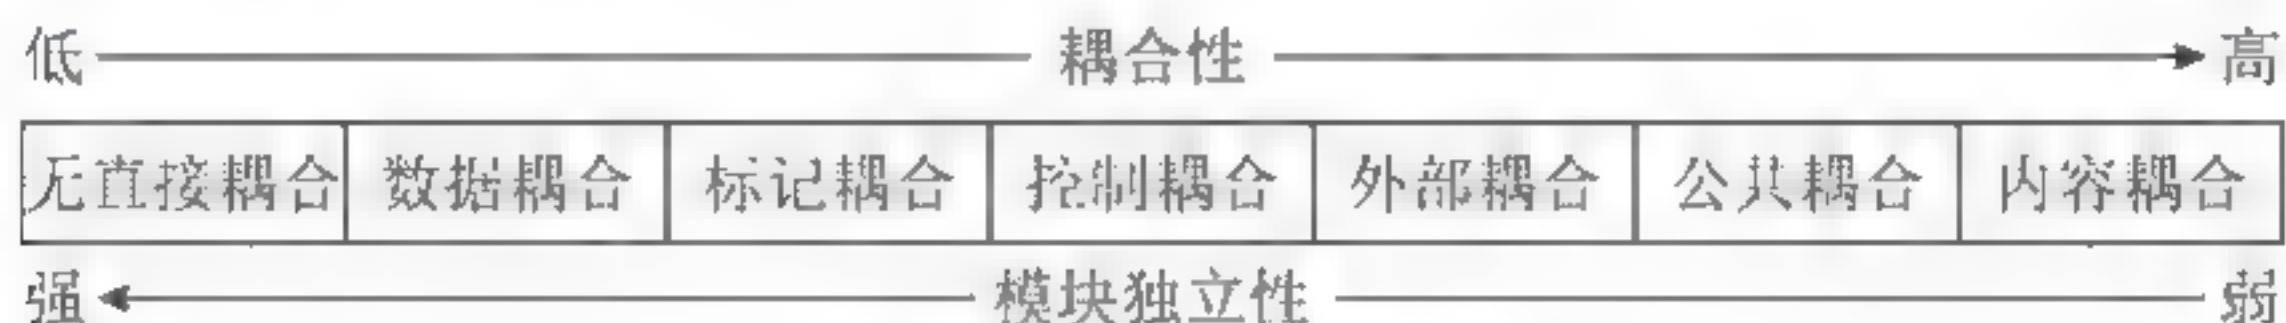 低 耦合性 高
无直接耦合 数据耦合 标记耦合 控制耦合 外部耦合 公共耦合 内容耦合
强 模块独立性 弱